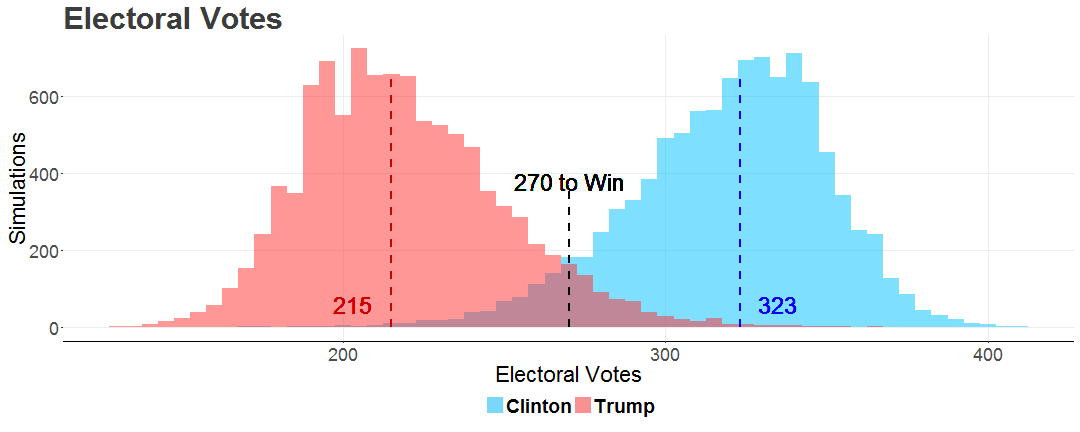 Electoral Votes
Simulations
600
400
200
0
270 to Win
215
323
200 300 400
Electoral Votes
Clinton Trump